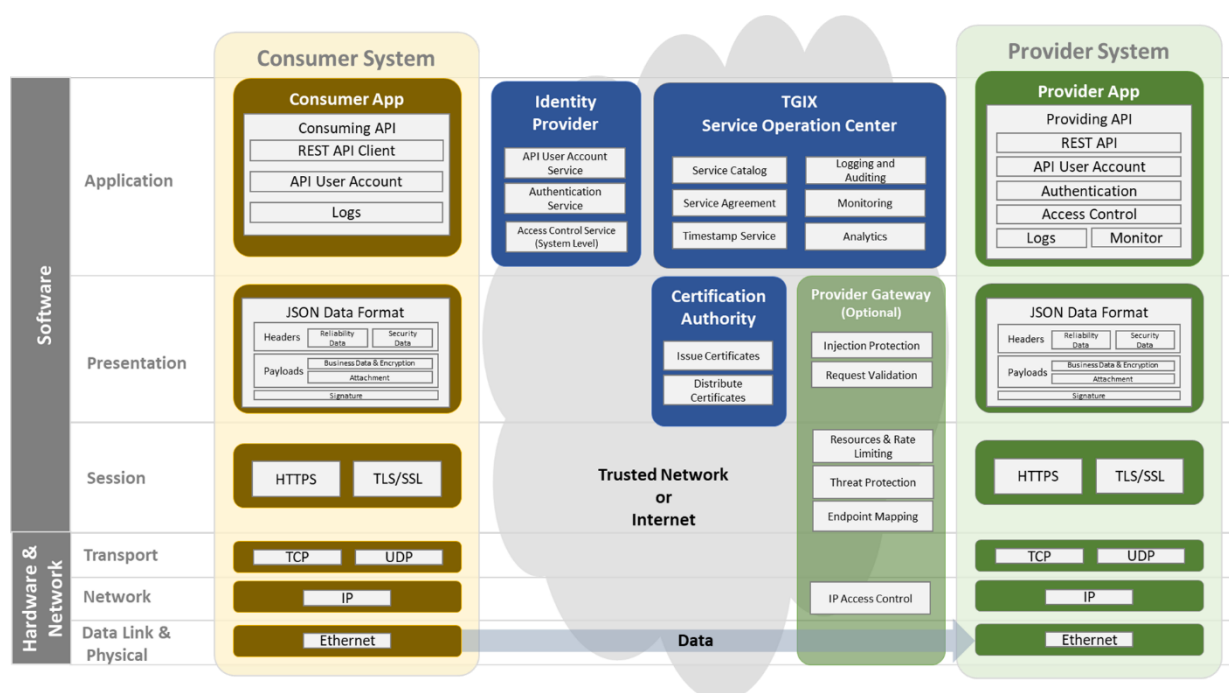 Consumer System
Provider System
Software
Hardware &
Network
Application
Presentation
Session
Transport
Network
Data Link &
Physical
Consumer App
Consuming API
REST API Client
API User Account
Logs
JSON Data Format
Headers
Reliability
Data
Security
Data
Payloads
Business Data & Encryption
Attachment
Signature
HTTPS
TLS/SSL
TCP
UDP
IP
Ethernet
Identity
Provider
API User Account
Service
Authentication
Service
Access Control Service
(System Level)
TGIX
Service Operation Center
Service Catalog
Logging and
Auditing
Service Agreement
Monitoring
Timestamp Service
Analytics
Certification
Authority
Issue Certificates
Distribute
Certificates
Provider Gateway
(Optional)
Injection Protection
Request Validation
Resources & Rate
Limiting
Threat Protection
Endpoint Mapping
IP Access Control
Trusted Network
or
Internet
Data
Provider App
Providing API
REST API
API User Account
Authentication
Access Control
Logs
Monitor
JSON Data Format
Headers
Reliability
Data
Security
Data
Payloads
Business Data & Encryption
Attachment
Signature
HTTPS
TLS/SSL
TCP
UDP
IP
Ethernet